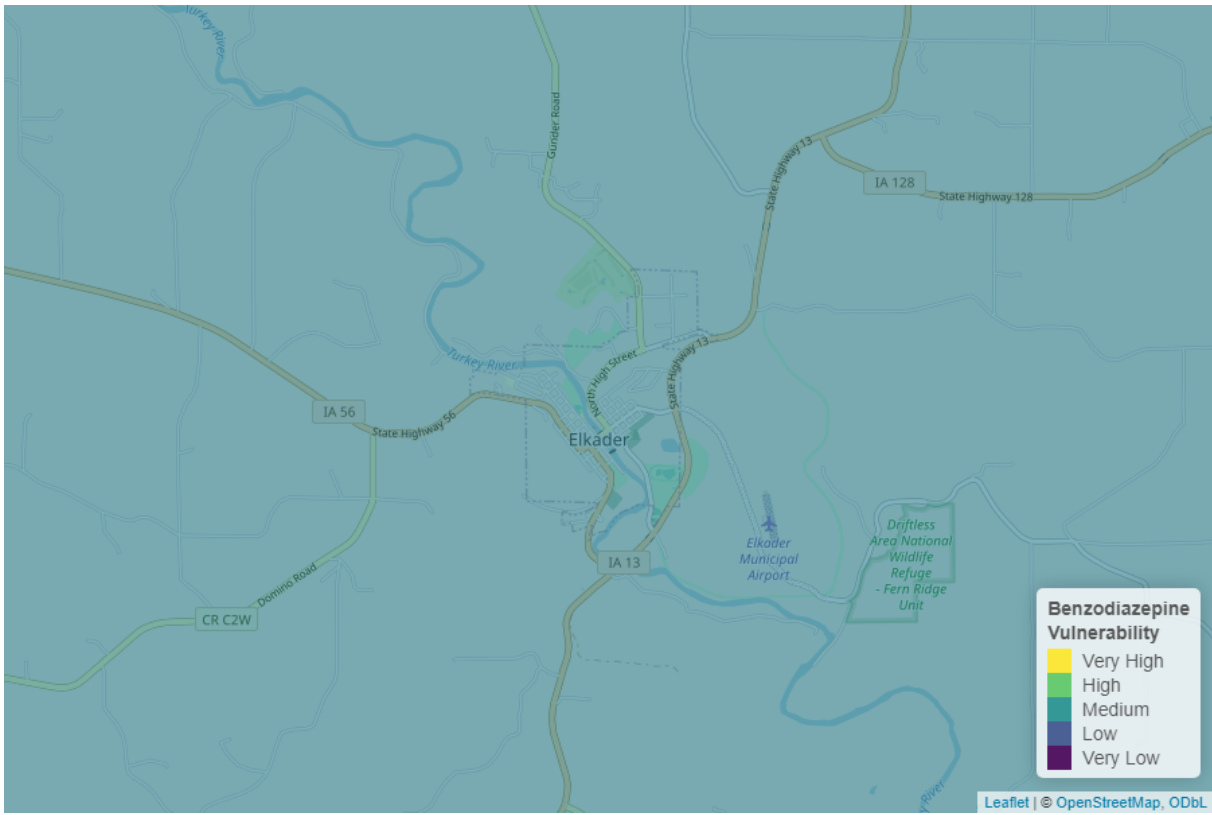 Turkey River
Gunder Road
State Highway 13
IA 128
State Highway 128
Turkey River
North High Street
State Highway 13
IA 56
State Highway 56
Elkader
Driftless
Area National
Wildlife
Refuge
- Fern Ridge
Unit
Elkader
Municipal
Airport
IA 13
Domino Road
CR C2W
River
Benzodiazepine
Vulnerability
Very High
High
Medium
Low
Very Low
Leaflet | © OpenStreetMap, ODbL